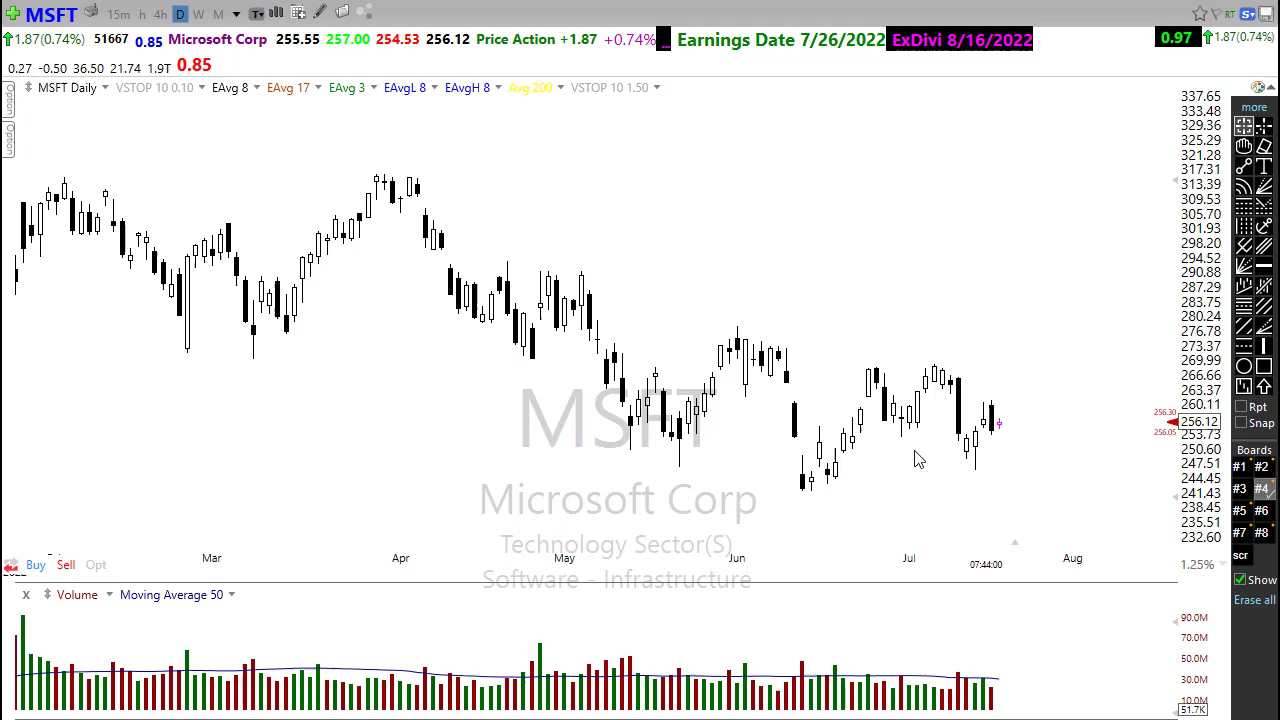 MSFT 15m h 4h D W M T RT S
1.87(0.74%) 51667 0.85 Microsoft Corp 255.55 257.00 254.53 256.12 Price Action +1.87 +0.74% ... Earnings Date 7/26/2022 ExDivi 8/16/2022 0.97 1.87(0.74%)
0.27 -0.50 36.50 21.74 1.9T 0.85
Option
Option
MSFT Daily VSTOP 10 0.10 EAvg 8 EAvg 17 EAvg 3 EAvgL 8 EAvgH 8 Avg 200 VSTOP 10 1.50
337.65
333.48
329.36
325.29
321.28
317.31
313.39
309.53
305.70
301.93
298.20
294.52
290.88
287.29
283.75
280.24
276.78
273.37
269.99
266.66
263.37
260.11
256.30
256.12
256.05
253.73
250.60
247.51
244.45
241.43
238.45
235.51
232.60
MSFT
Microsoft Corp
Technology Sector(S)
Software - Infrastructure
Mar Apr May Jun Jul Aug
07:44:00
Buy Sell Opt
1.25%
x Volume Moving Average 50
90.0M
70.0M
50.0M
30.0M
10.0M
51.7K
more
T
Rpt
Snap
Boards
#1 #2
#3 #4
#5 #6
#7 #8
scr
Show
Erase all